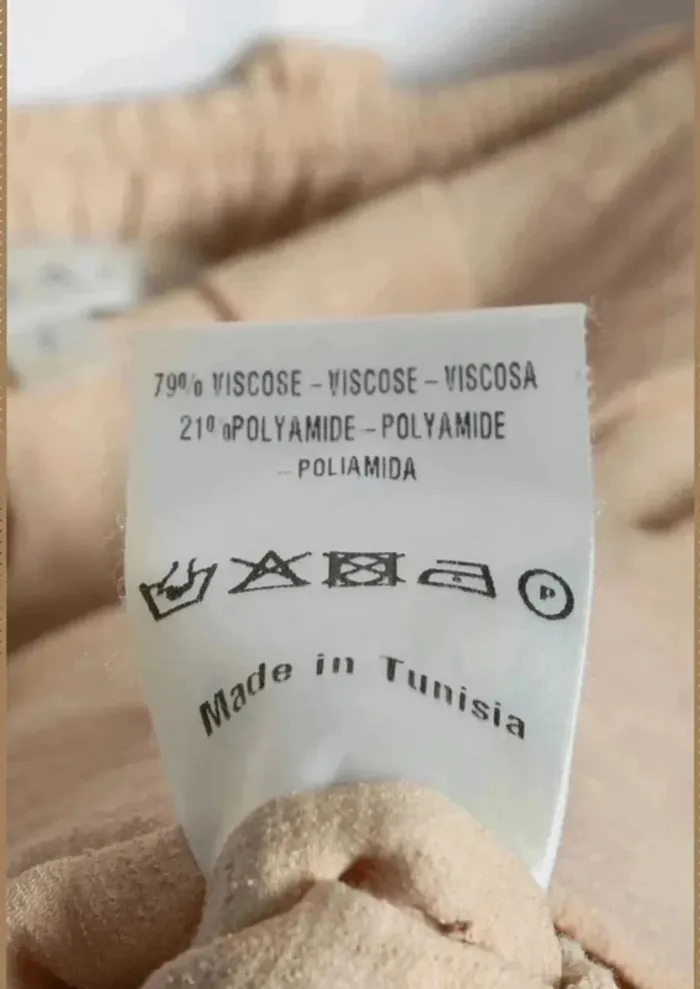 79% VISCOSE - VISCOSE - VISCOSA
21%POLYAMIDE - POLYAMIDE
- POLIAMIDA
P
Made in Tunisia